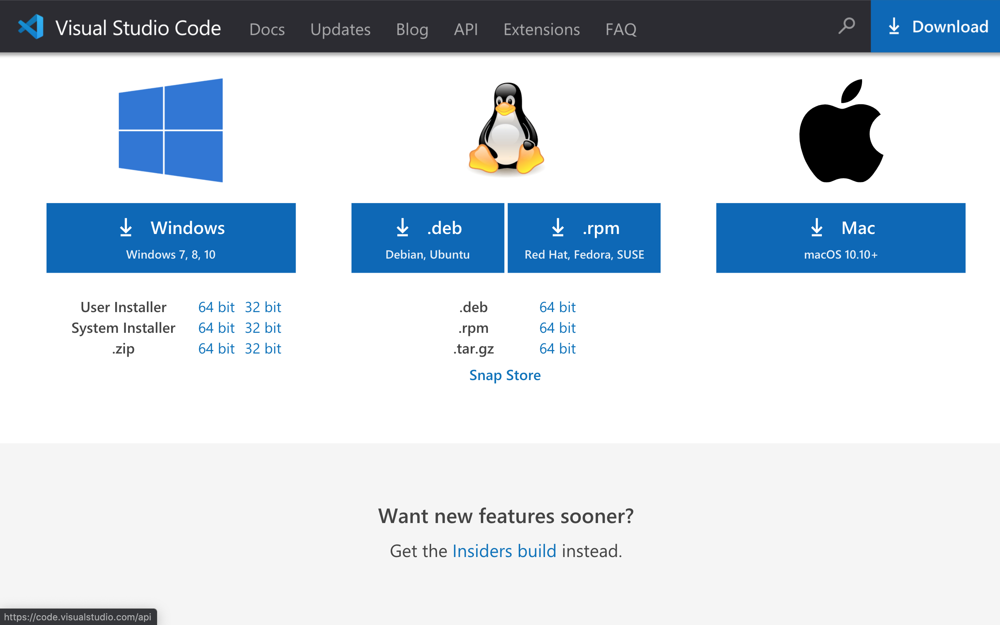 Visual Studio Code Docs Updates Blog API Extensions FAQ Download
Windows
Windows 7, 8, 10
.deb
Debian, Ubuntu
.rpm
Red Hat, Fedora, SUSE
Mac
macOS 10.10+
User Installer 64 bit 32 bit
System Installer 64 bit 32 bit
.zip 64 bit 32 bit
.deb 64 bit
.rpm 64 bit
.tar.gz 64 bit
Snap Store
Want new features sooner?
Get the Insiders build instead.
https://code.visualstudio.com/api